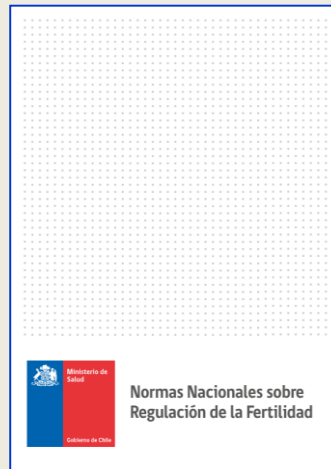 Ministerio de
Salud
Gobierno de Chile
Normas Nacionales sobre
Regulación de la Fertilidad